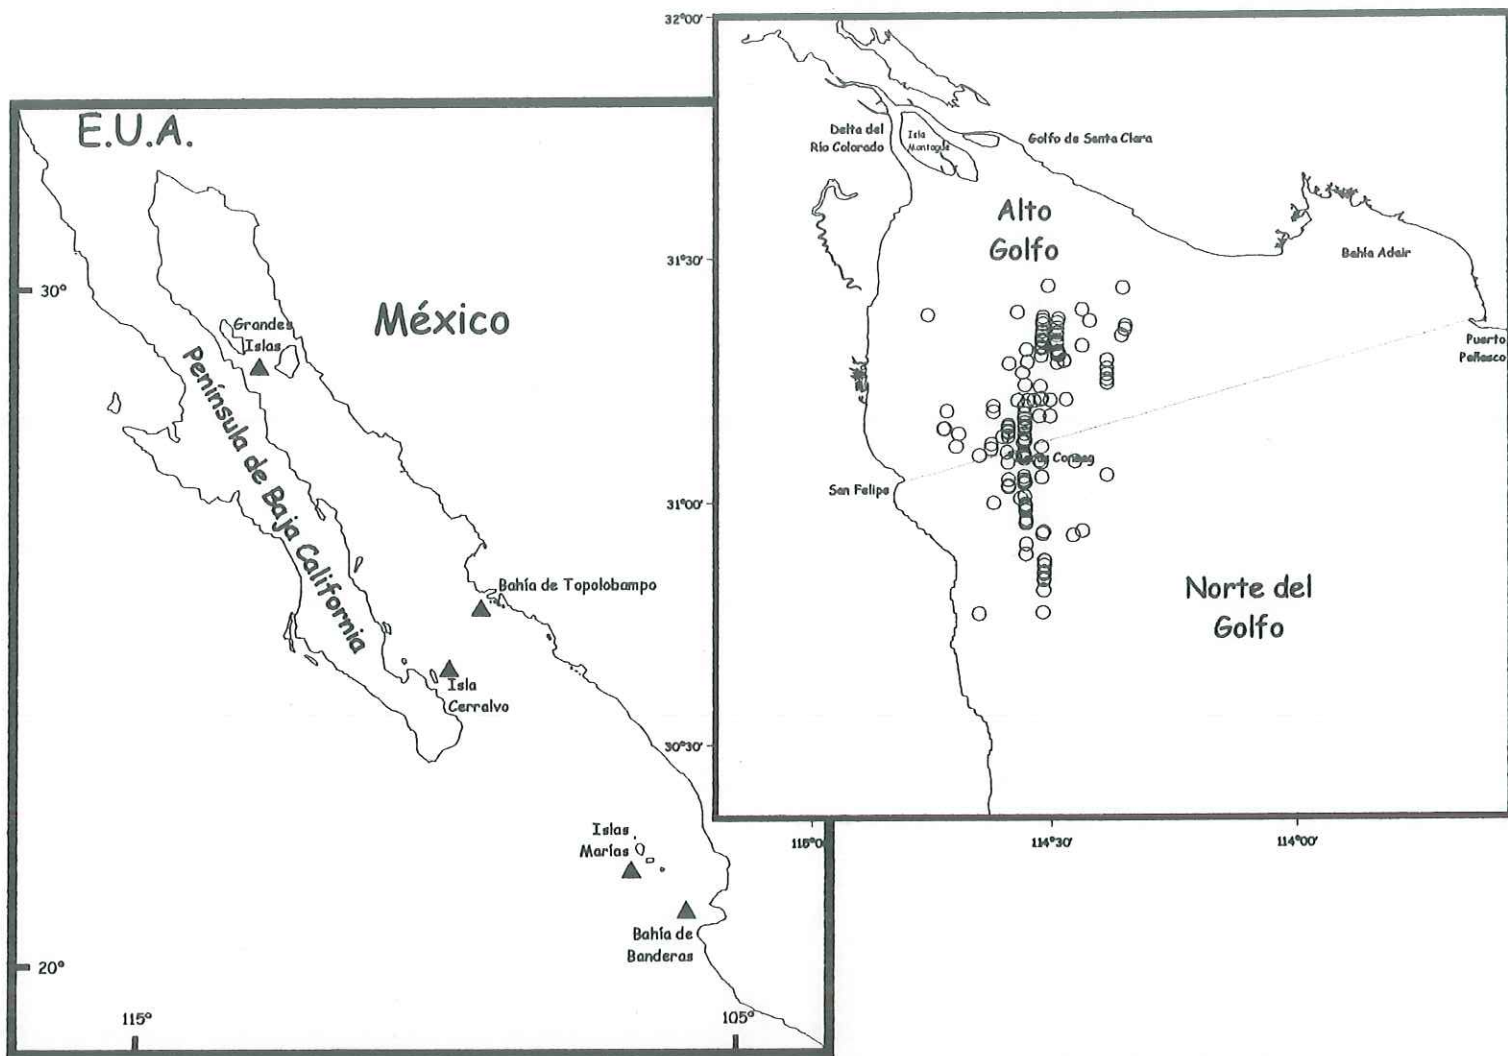 E.U.A.
30°
México
Grandes
Islas
Península de Baja California
Bahía de Topolobampo
Isla
Cerralvo
Islas
Marías
Bahía de
Banderas
20°
115°
105°
32°00'
Delta del
Río Colorado
Isla
Montague
Golfo de Santa Clara
Alto
Golfo
31°30'
Bahía Adair
Puerto
Peñasco
San Felipe
31°00'
Norte del
Golfo
30°30'
114°30'
114°00'